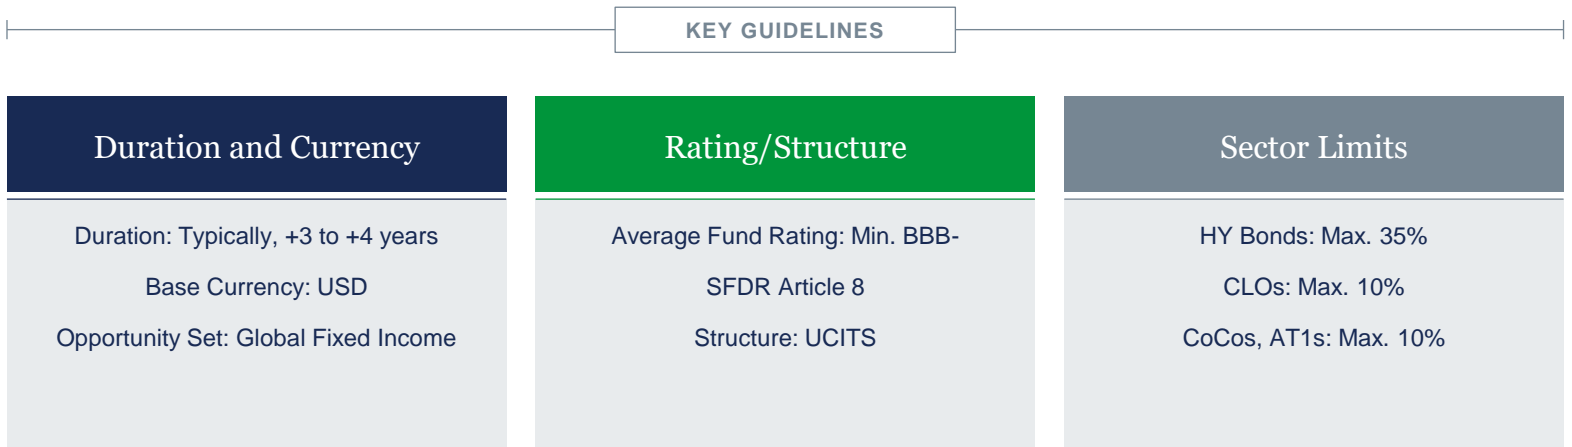 KEY GUIDELINES
Duration and Currency
Duration: Typically, +3 to +4 years
Base Currency: USD
Opportunity Set: Global Fixed Income
Rating/Structure
Average Fund Rating: Min. BBB-
SFDR Article 8
Structure: UCITS
Sector Limits
HY Bonds: Max. 35%
CLOs: Max. 10%
CoCos, AT1s: Max. 10%